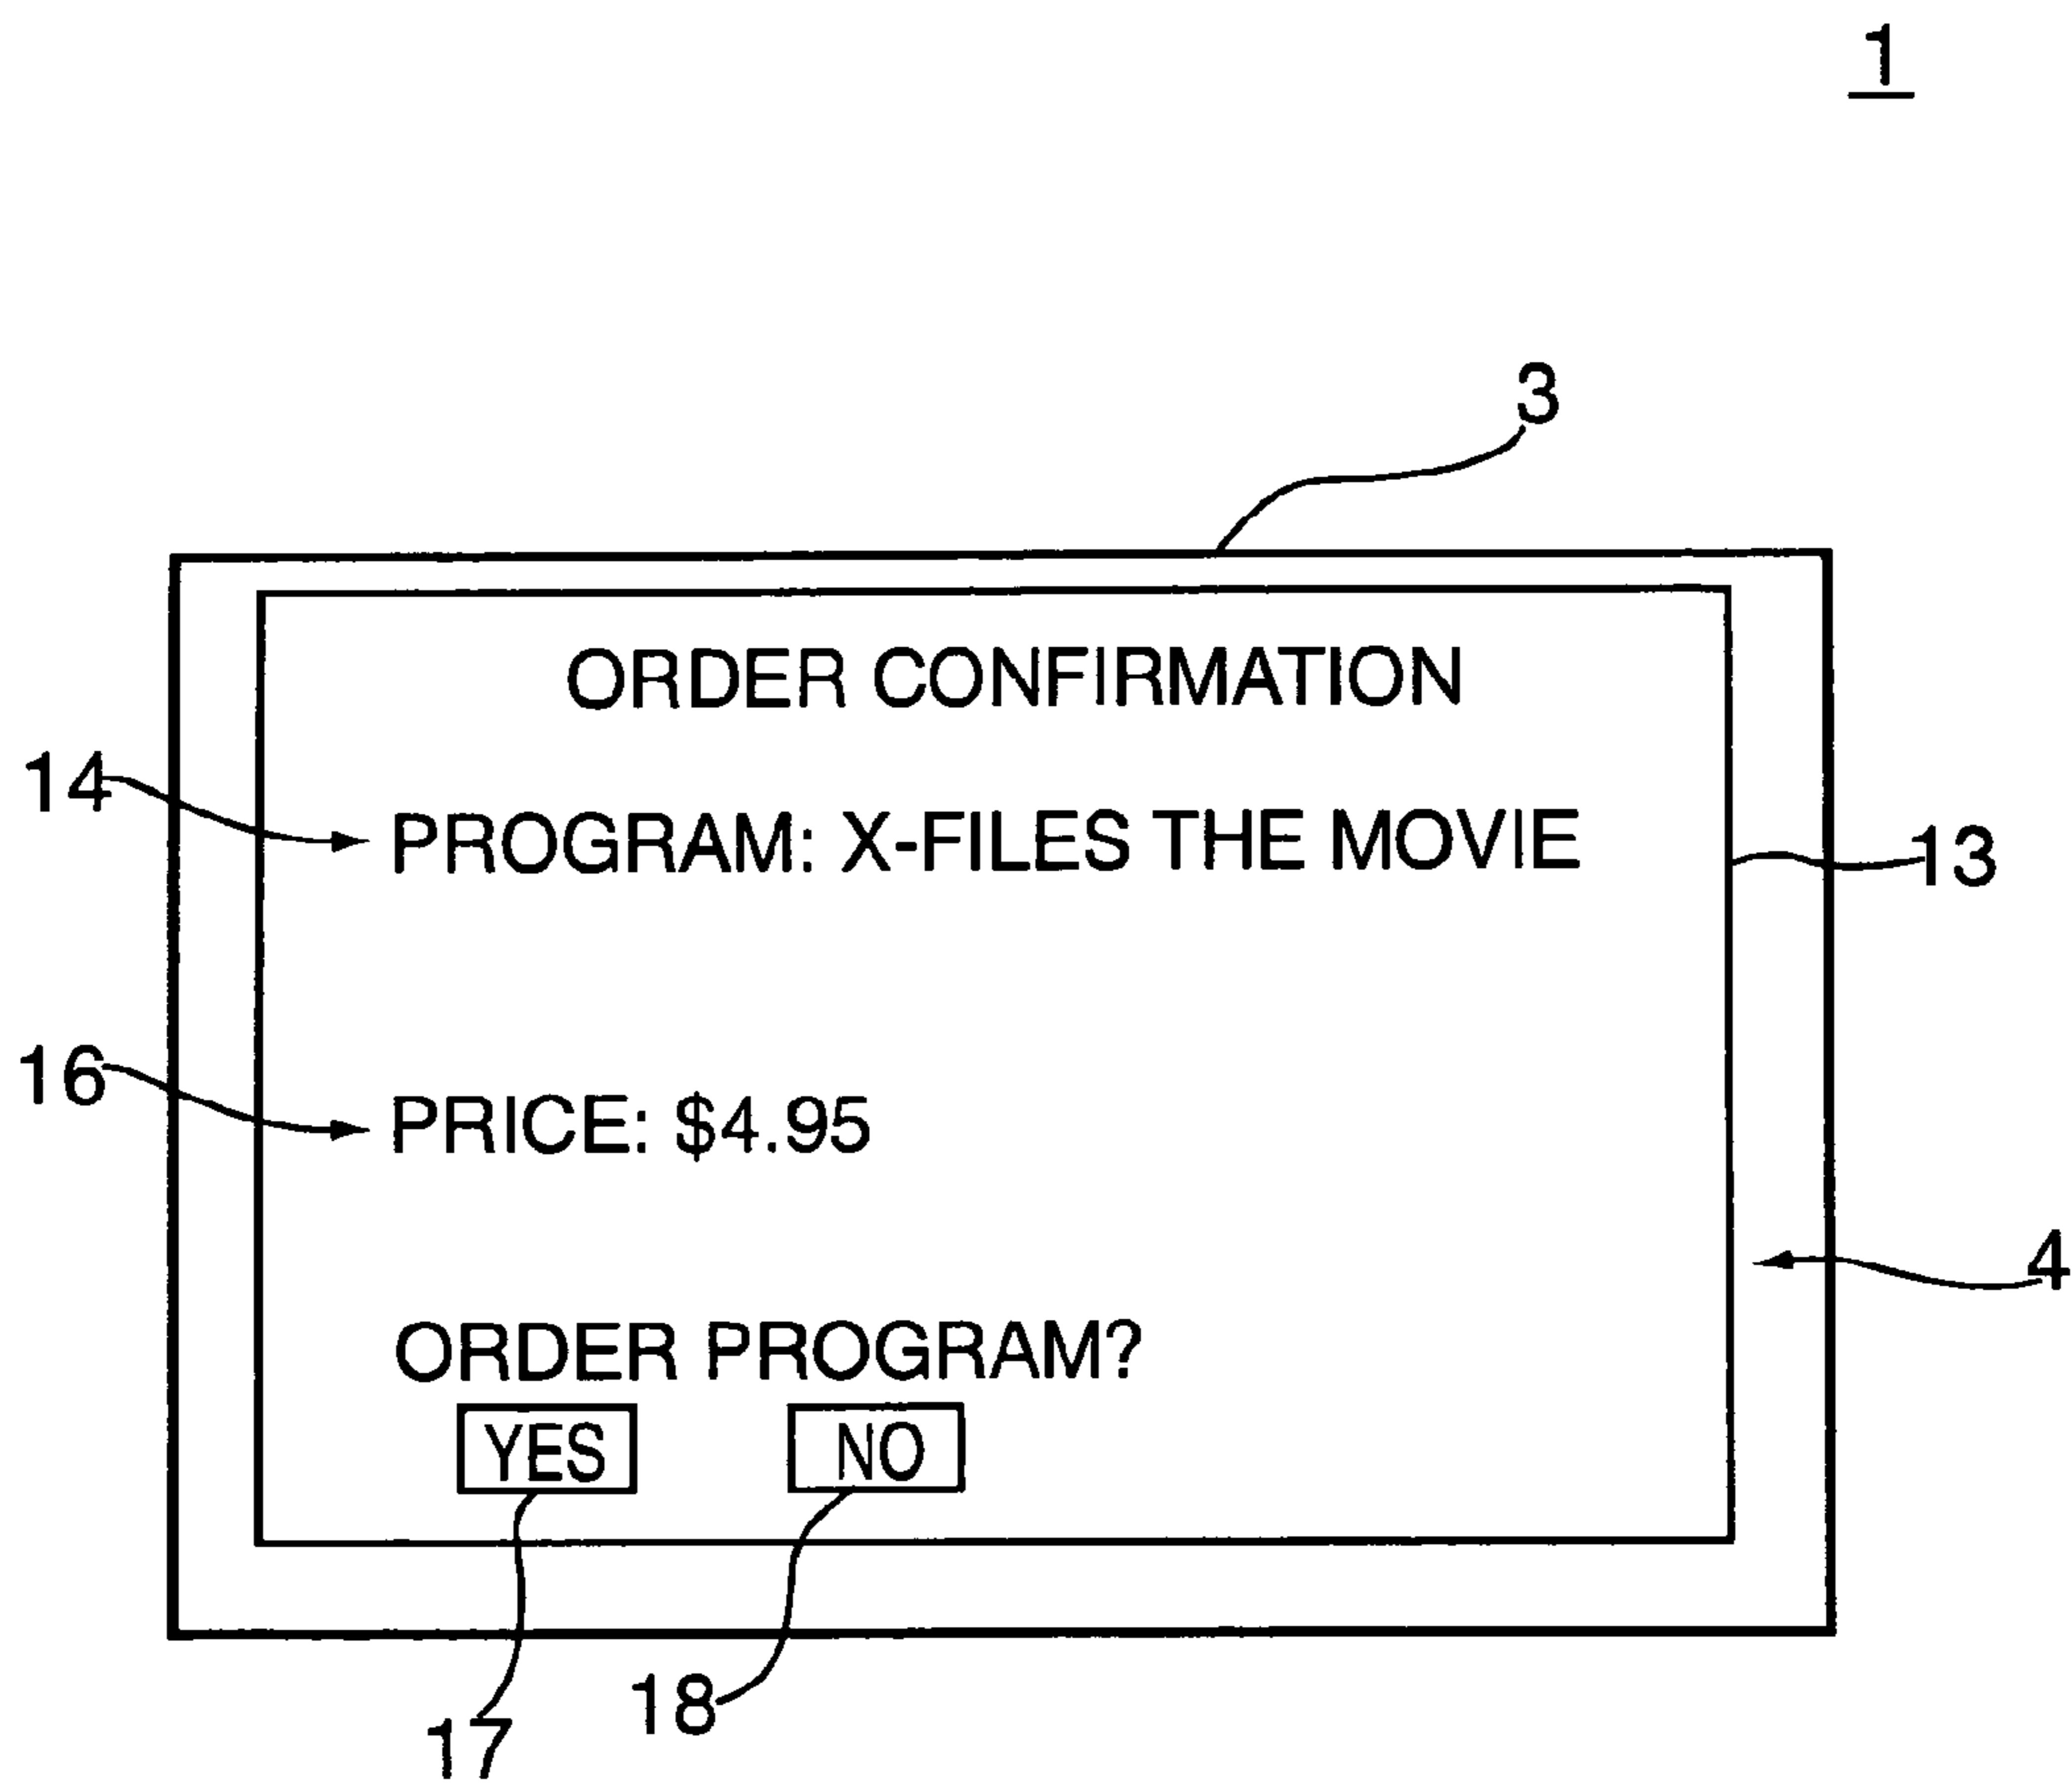 1
3
ORDER CONFIRMATION
14
PROGRAM: X-FILES THE MOVIE
13
16
PRICE: $4.95
4
ORDER PROGRAM?
YES NO
18
17